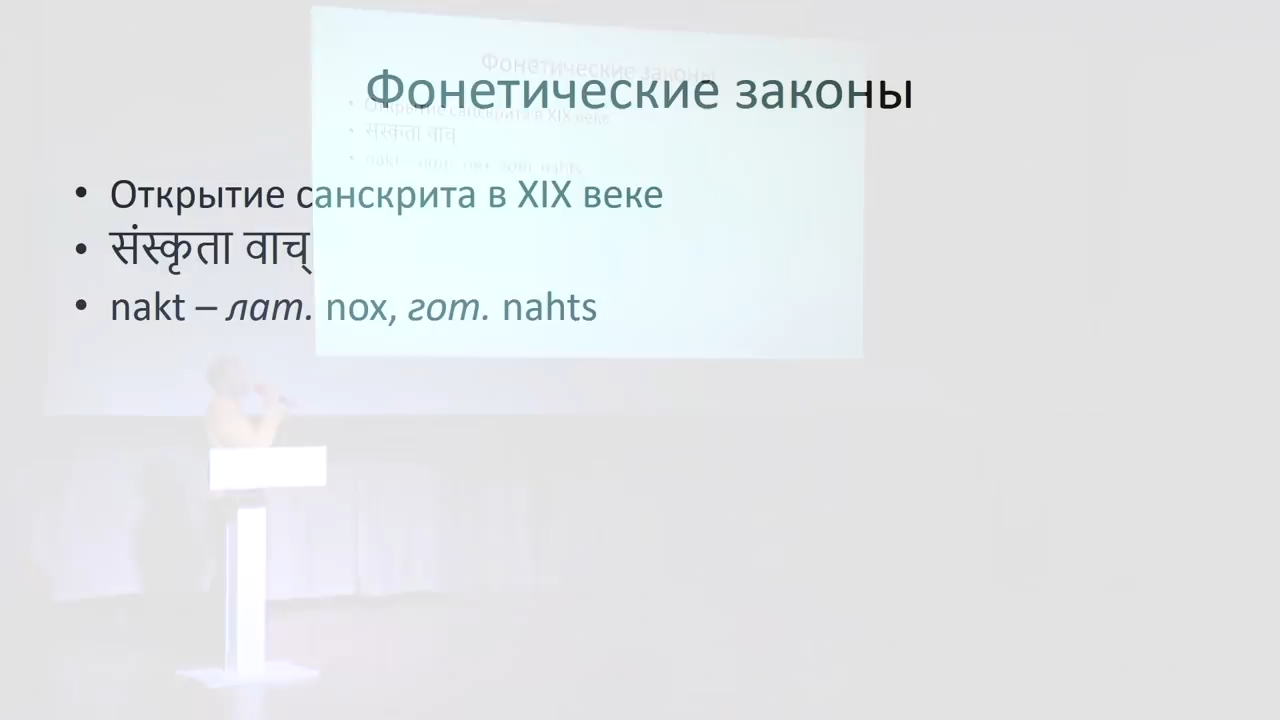 Фонетические законы
• Открытие санскрита в XIX веке
• संस्कृता वाच्
• nakt – лат. nox, гот. nahts